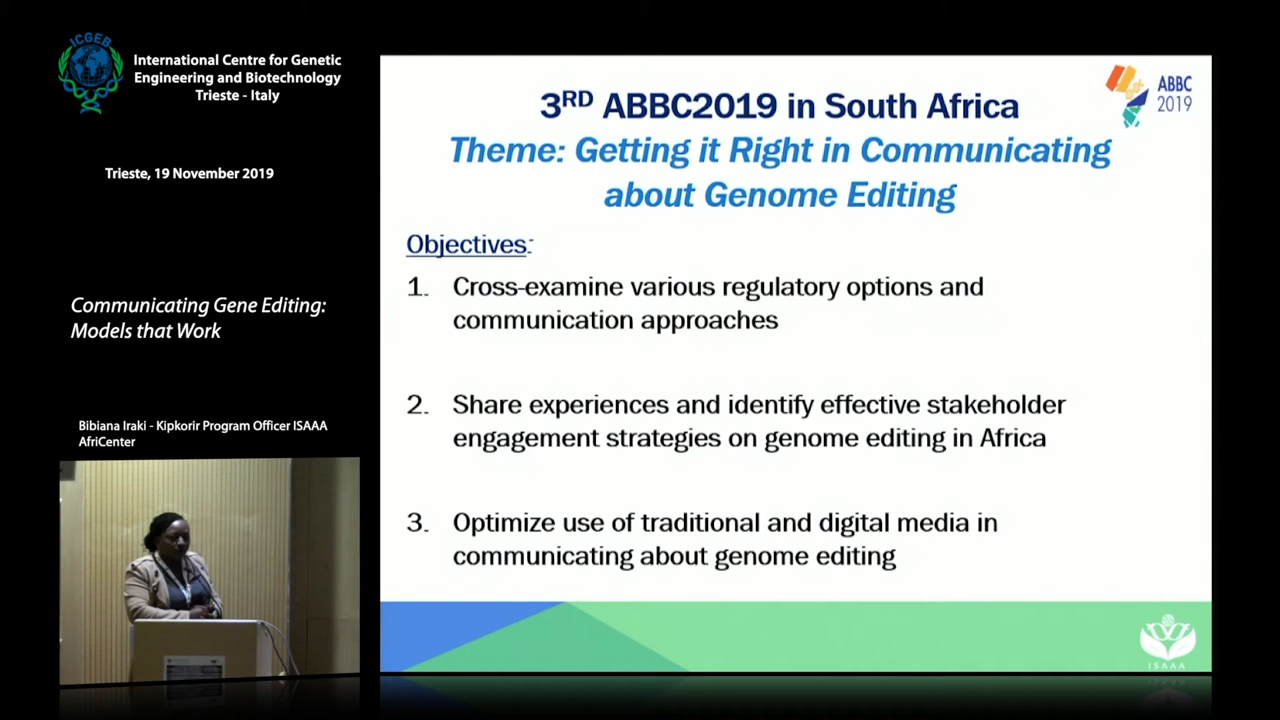 ICGEB
International Centre for Genetic
Engineering and Biotechnology
Trieste - Italy
Trieste, 19 November 2019
Communicating Gene Editing:
Models that Work
Bibiana Iraki - Kipkorir Program Officer ISAAA
AfriCenter
3RD ABBC2019 in South Africa
Theme: Getting it Right in Communicating
about Genome Editing
ABBC
2019
Objectives:
1. Cross-examine various regulatory options and
communication approaches
2. Share experiences and identify effective stakeholder
engagement strategies on genome editing in Africa
3. Optimize use of traditional and digital media in
communicating about genome editing
ISAAA